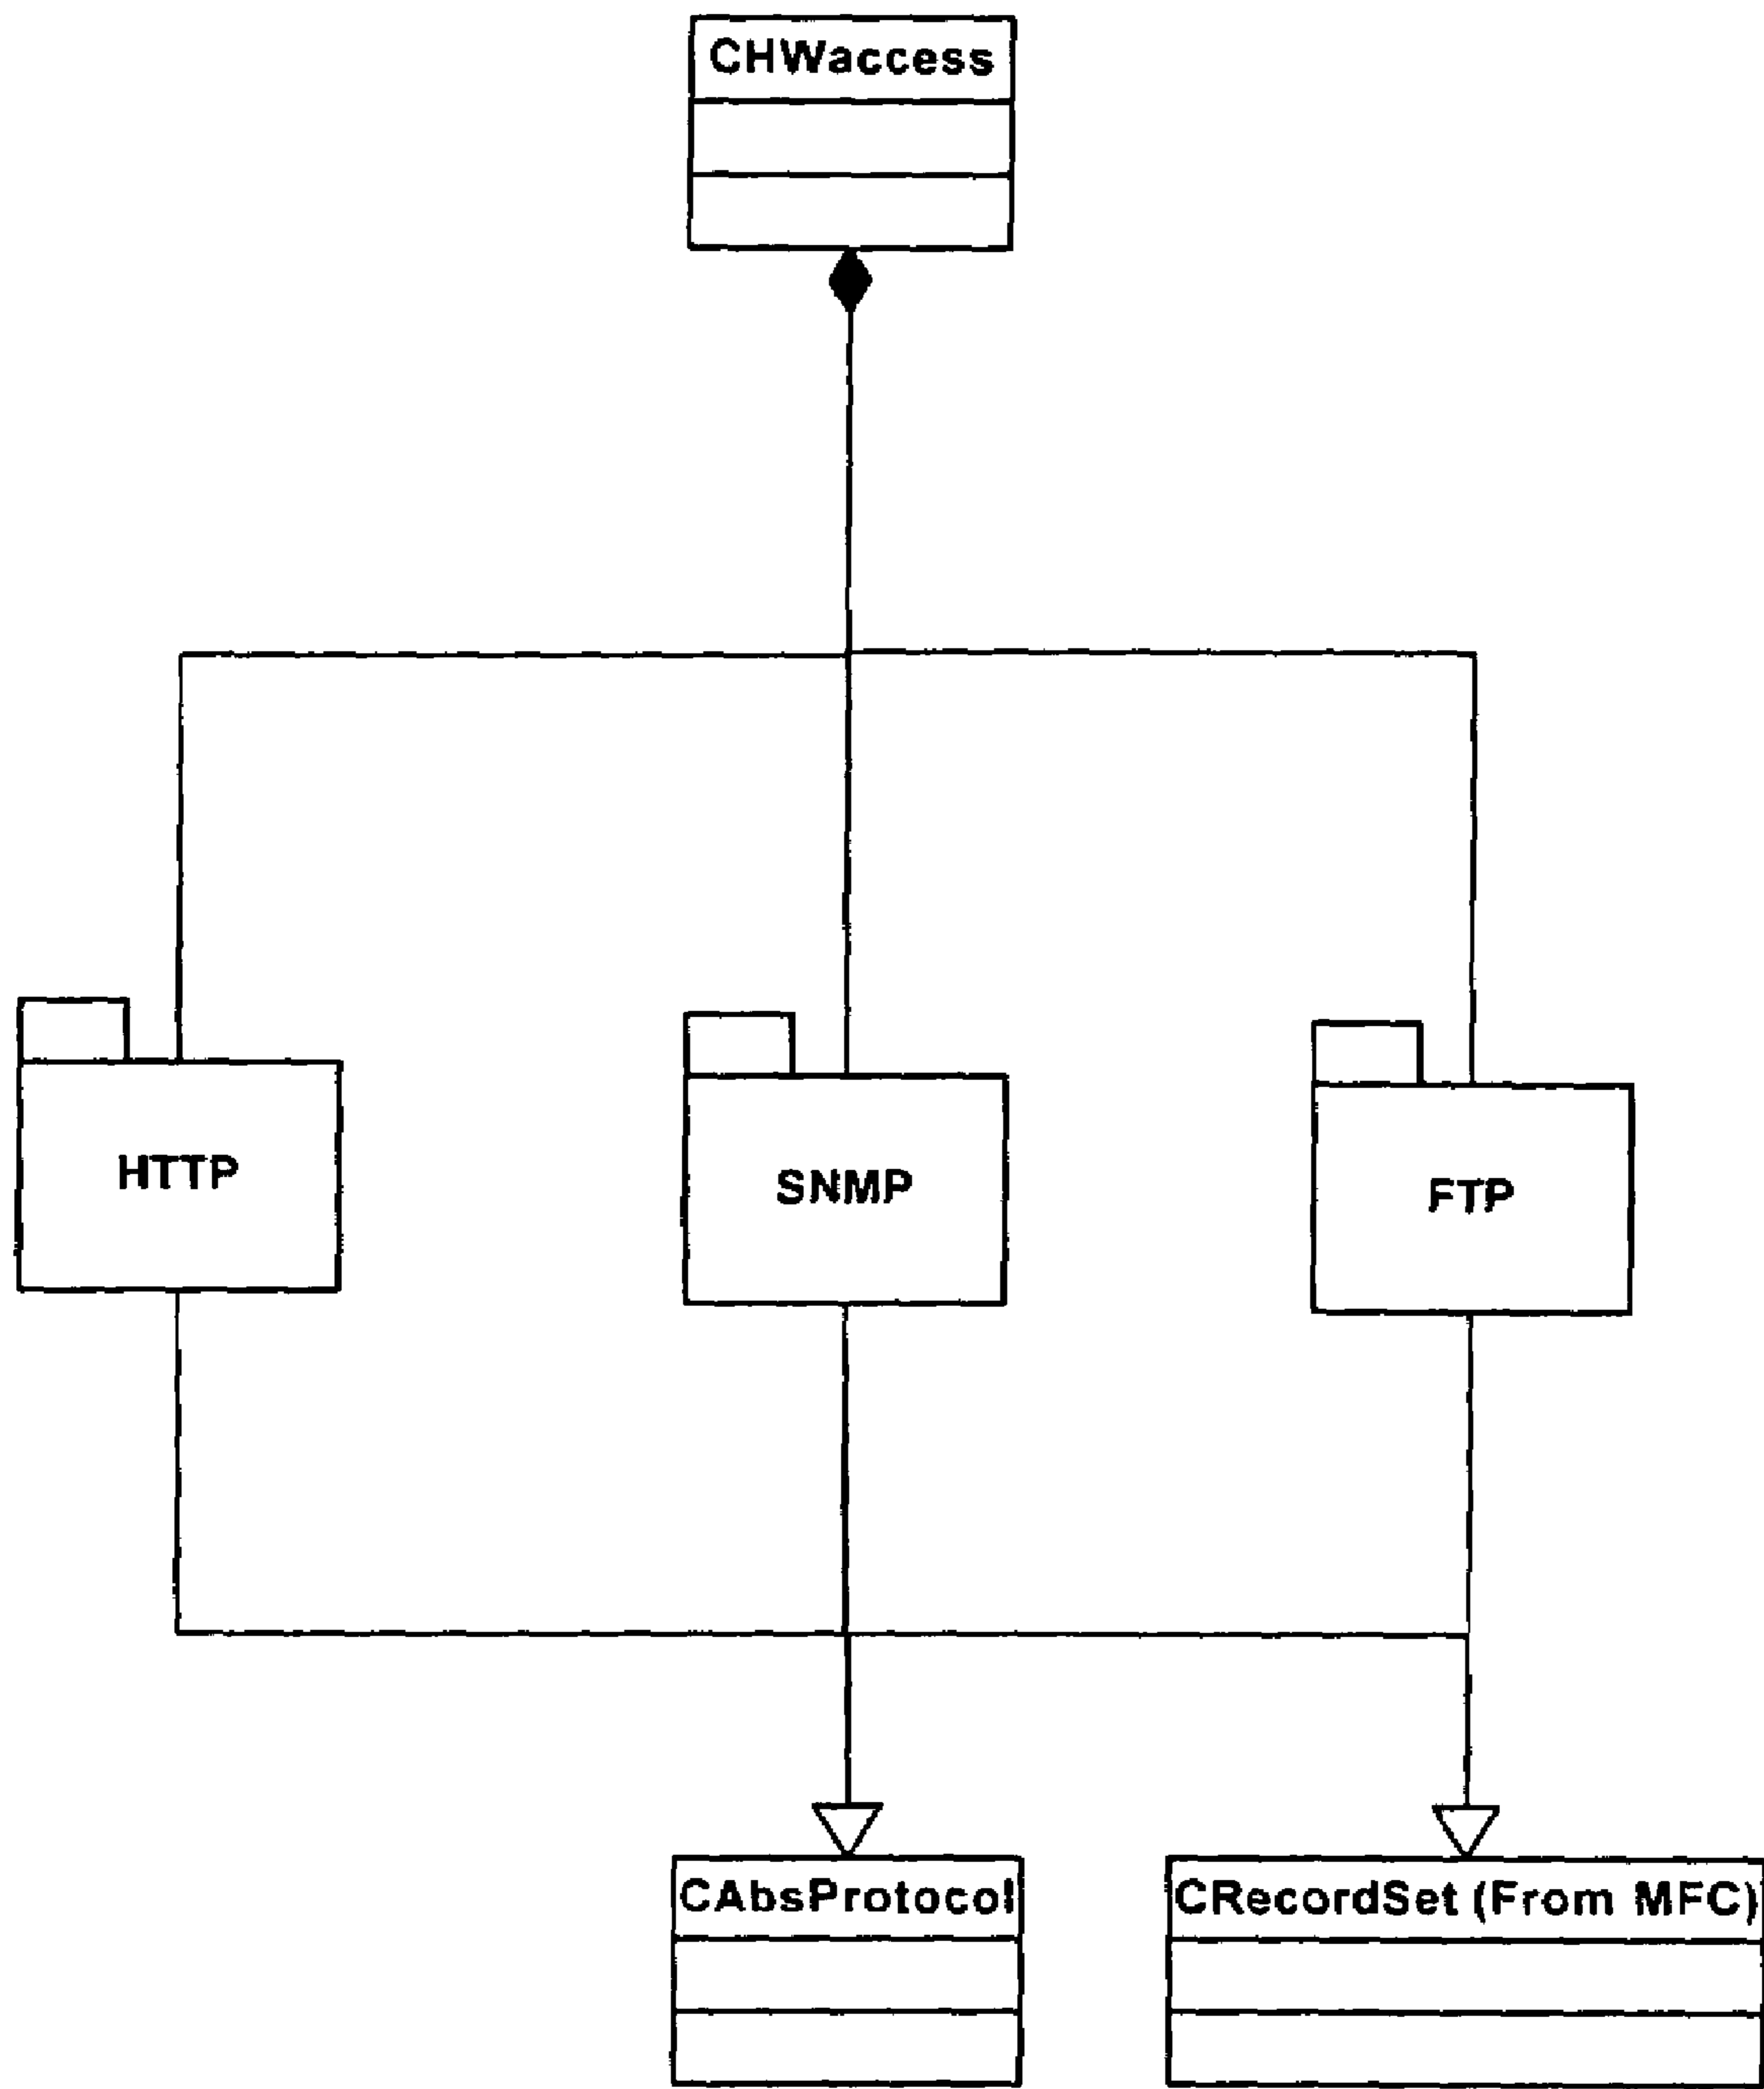 CHWaccess
HTTP
SNMP
FTP
CAbsProtocol
CRecordSet (From MFC)